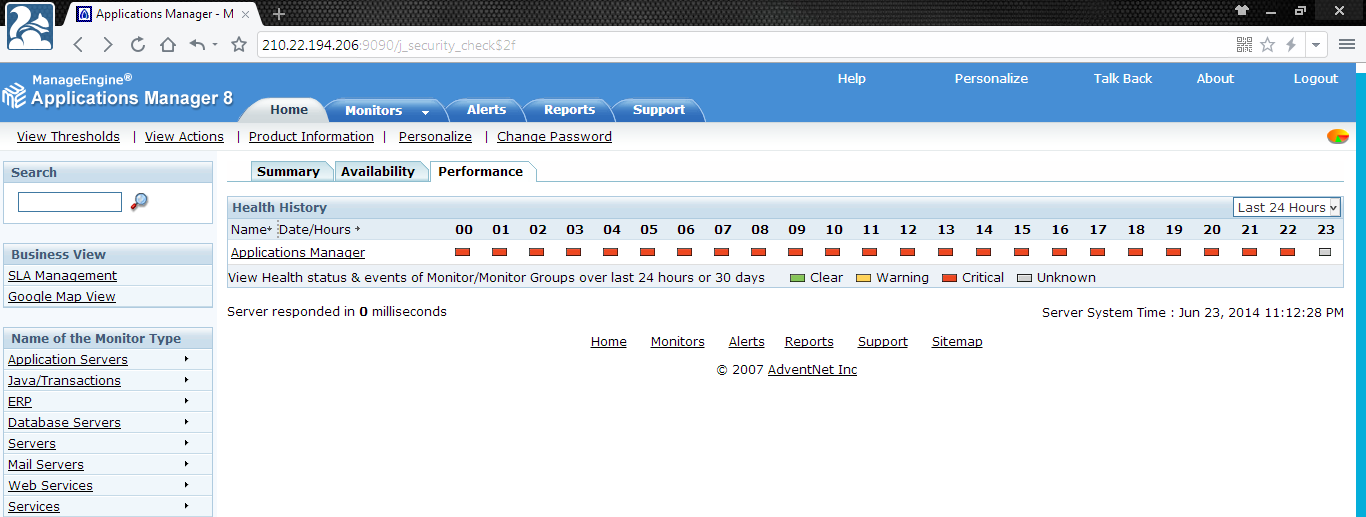 Applications Manager - M
210.22.194.206:9090/j_security_check$2f
ManageEngine®
Applications Manager 8
Help Personalize Talk Back About Logout
Home Monitors Alerts Reports Support
View Thresholds | View Actions | Product Information | Personalize | Change Password
Search
Business View
SLA Management
Google Map View
Name of the Monitor Type
Application Servers
Java/Transactions
ERP
Database Servers
Servers
Mail Servers
Web Services
Services
Summary Availability Performance
Health History Last 24 Hours
Name Date/Hours 00 01 02 03 04 05 06 07 08 09 10 11 12 13 14 15 16 17 18 19 20 21 22 23
Applications Manager
View Health status & events of Monitor/Monitor Groups over last 24 hours or 30 days Clear Warning Critical Unknown
Server responded in 0 milliseconds Server System Time : Jun 23, 2014 11:12:28 PM
Home Monitors Alerts Reports Support Sitemap
© 2007 AdventNet Inc